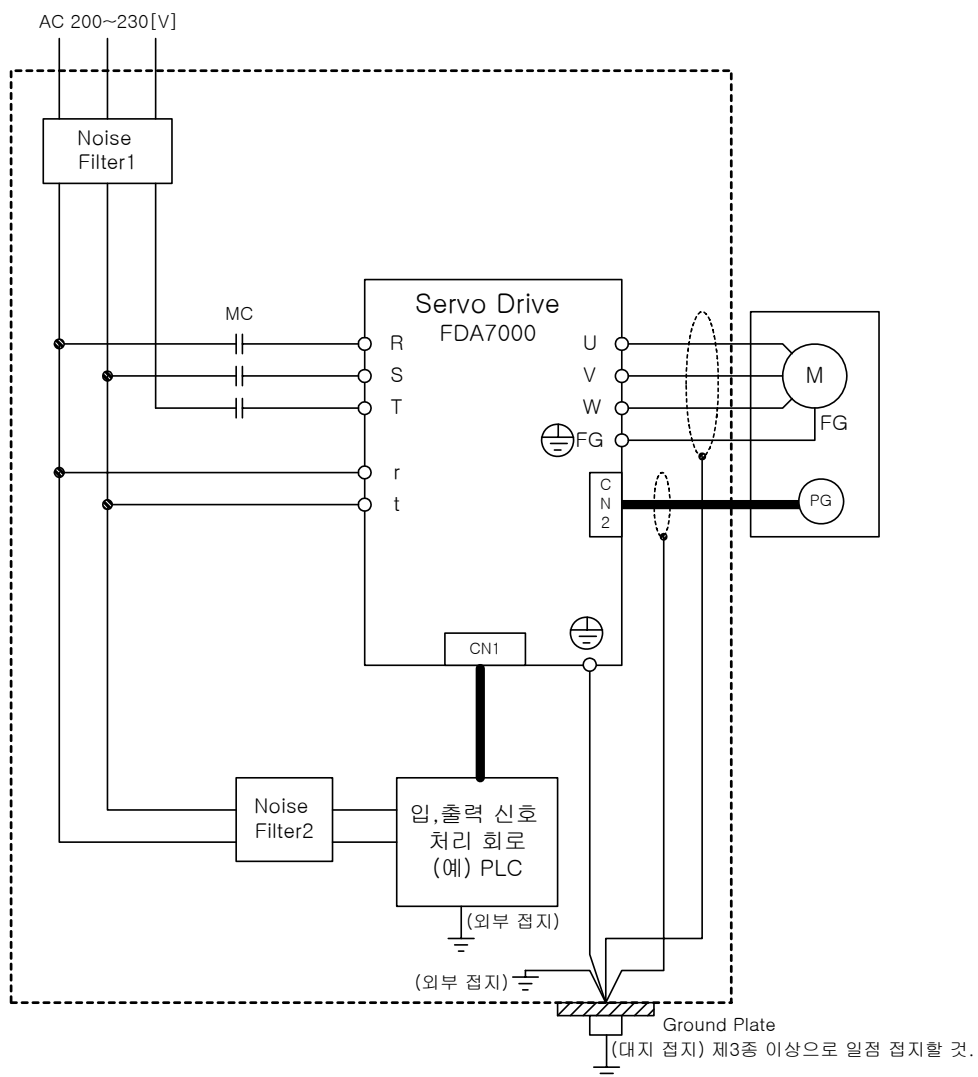 AC 200~230[V]
Noise
Filter1
MC
Servo Drive
FDA7000
R
S
T
r
t
U
V
W
FG
C
N
2
M
FG
PG
CN1
Noise
Filter2
입,출력 신호
처리 회로
(예) PLC
(외부 접지)
(외부 접지)
Ground Plate
(대지 접지) 제3종 이상으로 일점 접지할 것.